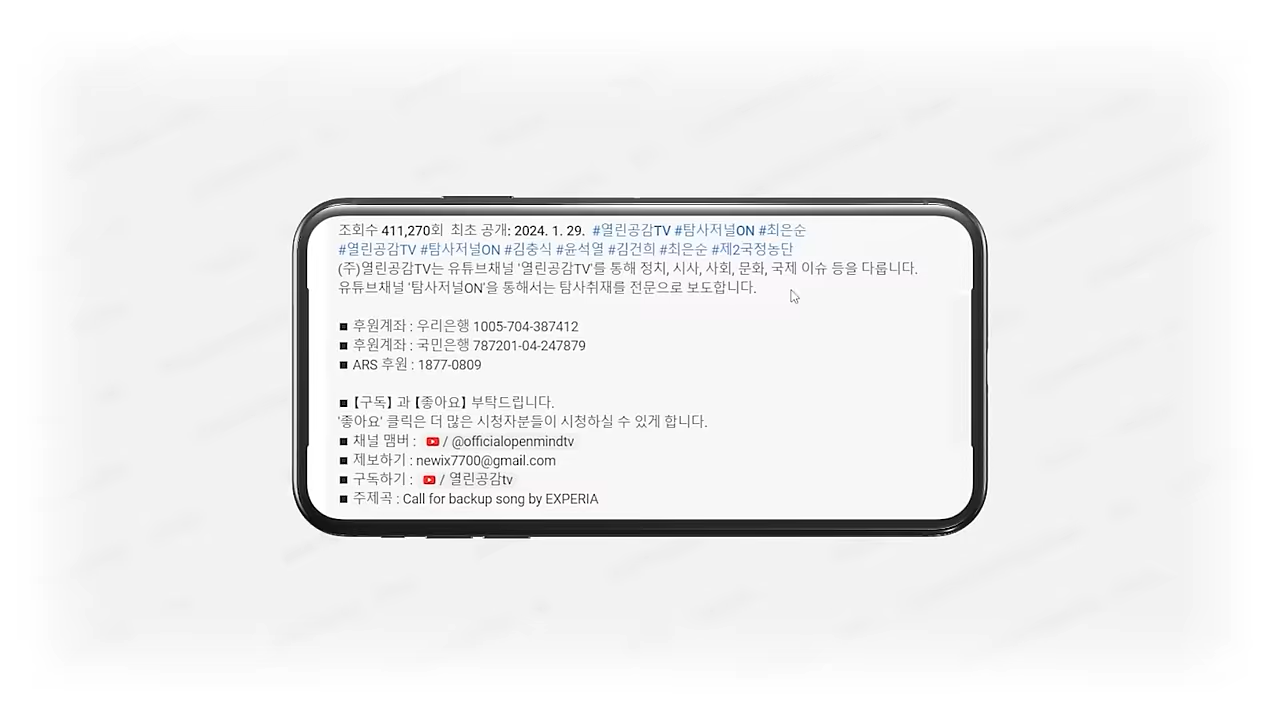 조회수 411,270회 최초 공개: 2024. 1. 29. #열린공감TV #탐사저널ON #최은순
#열린공감TV #탐사저널ON #김충식 #윤석열 #김건희 #최은순 #제2국정농단
(주)열린공감TV는 유튜브채널 '열린공감TV'를 통해 정치, 시사, 사회, 문화, 국제 이슈 등을 다룹니다.
유튜브채널 '탐사저널ON'을 통해서는 탐사취재를 전문으로 보도합니다.
■ 후원계좌 : 우리은행 1005-704-387412
■ 후원계좌 : 국민은행 787201-04-247879
■ ARS 후원 : 1877-0809
■ 【구독】 과 【좋아요】 부탁드립니다.
'좋아요' 클릭은 더 많은 시청자분들이 시청하실 수 있게 합니다.
■ 채널 맴버 : / @officialopenmindtv
■ 제보하기 : newix7700@gmail.com
■ 구독하기 : / 열린공감tv
■ 주제곡 : Call for backup song by EXPERIA